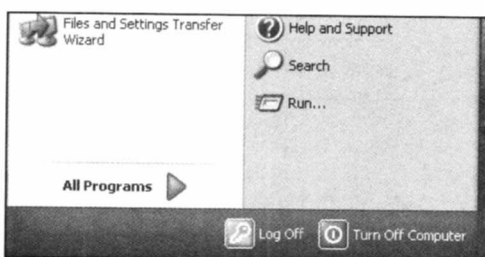 Files and Settings Transfer
Wizard
All Programs
Help and Support
Search
Run...
Log Off
Turn Off Computer